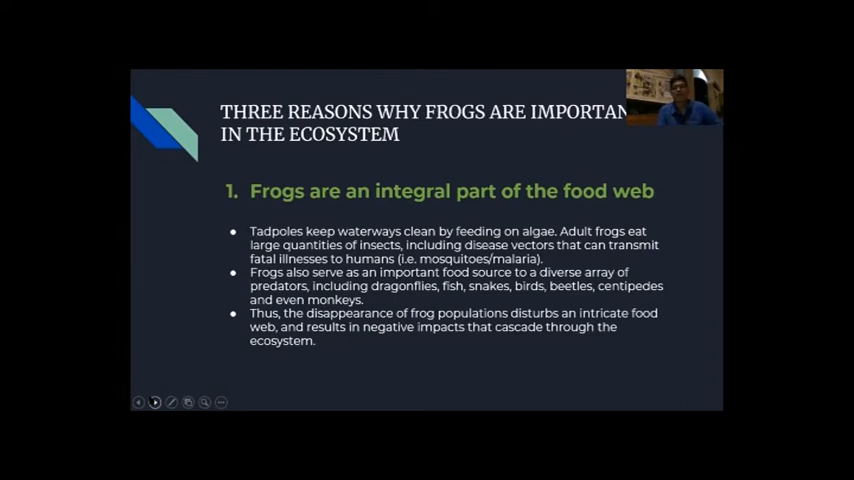 THREE REASONS WHY FROGS ARE IMPORTAN
IN THE ECOSYSTEM
1. Frogs are an integral part of the food web
● Tadpoles keep waterways clean by feeding on algae. Adult frogs eat
large quantities of insects, including disease vectors that can transmit
fatal illnesses to humans (i.e. mosquitoes/malaria).
● Frogs also serve as an important food source to a diverse array of
predators, including dragonflies, fish, snakes, birds, beetles, centipedes
and even monkeys.
● Thus, the disappearance of frog populations disturbs an intricate food
web, and results in negative impacts that cascade through the
ecosystem.